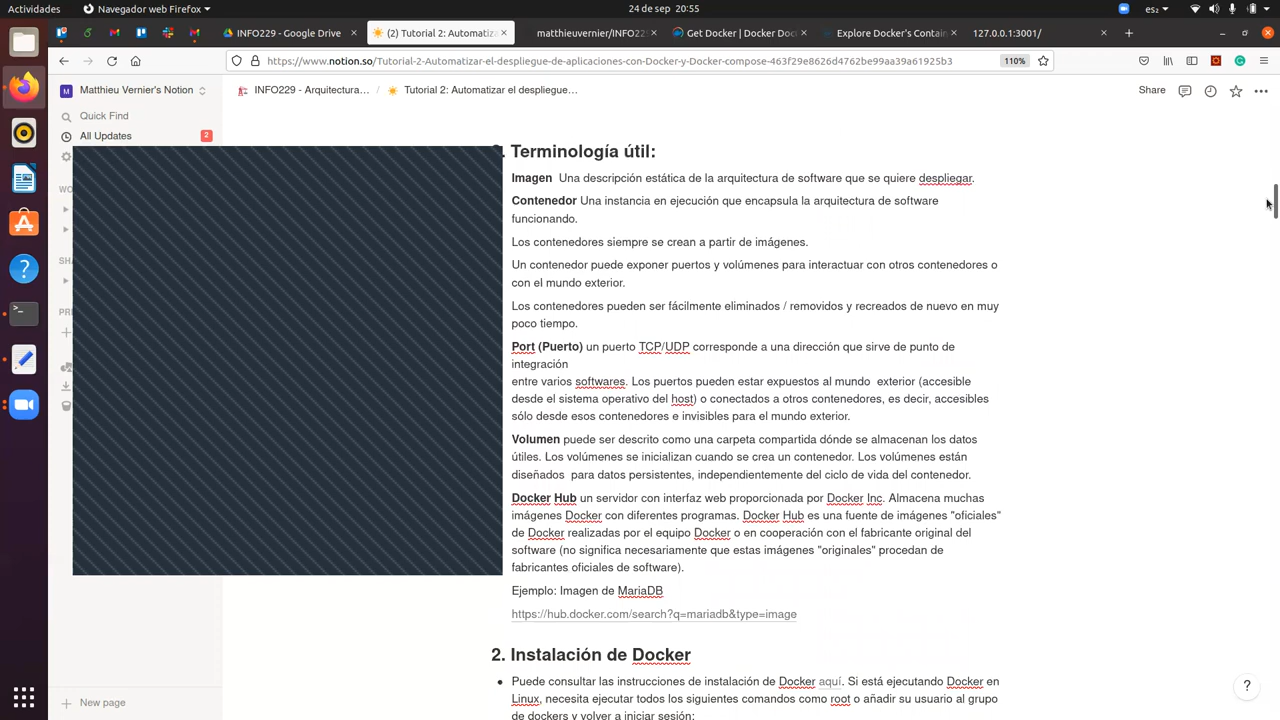 Actividades
Navegador web Firefox
24 de sep 20:55
es₂
INFO229 - Google Drive
(2) Tutorial 2: Automatiza
matthieuvernier/INFO22
Get Docker | Docker Doc
Explore Docker's Contain
127.0.0.1:3001/
https://www.notion.so/Tutorial-2-Automatizar-el-despliegue-de-aplicaciones-con-Docker-y-Docker-compose-463f29e8626d4762be99aa39a61925b3
110%
M Matthieu Vernier's Notion
INFO229 - Arquitectura… / Tutorial 2: Automatizar el despliegue…
Share
Quick Find
All Updates 2
WO
SHA
PRI
Terminología útil:
Imagen Una descripción estática de la arquitectura de software que se quiere despliegar.
Contenedor Una instancia en ejecución que encapsula la arquitectura de software
funcionando.
Los contenedores siempre se crean a partir de imágenes.
Un contenedor puede exponer puertos y volúmenes para interactuar con otros contenedores o
con el mundo exterior.
Los contenedores pueden ser fácilmente eliminados / removidos y recreados de nuevo en muy
poco tiempo.
Port (Puerto) un puerto TCP/UDP corresponde a una dirección que sirve de punto de
integración
entre varios softwares. Los puertos pueden estar expuestos al mundo exterior (accesible
desde el sistema operativo del host) o conectados a otros contenedores, es decir, accesibles
sólo desde esos contenedores e invisibles para el mundo exterior.
Volumen puede ser descrito como una carpeta compartida dónde se almacenan los datos
útiles. Los volúmenes se inicializan cuando se crea un contenedor. Los volúmenes están
diseñados para datos persistentes, independientemente del ciclo de vida del contenedor.
Docker Hub un servidor con interfaz web proporcionada por Docker Inc. Almacena muchas
imágenes Docker con diferentes programas. Docker Hub es una fuente de imágenes "oficiales"
de Docker realizadas por el equipo Docker o en cooperación con el fabricante original del
software (no significa necesariamente que estas imágenes "originales" procedan de
fabricantes oficiales de software).
Ejemplo: Imagen de MariaDB
https://hub.docker.com/search?q=mariadb&type=image
2. Instalación de Docker
• Puede consultar las instrucciones de instalación de Docker aquí. Si está ejecutando Docker en
Linux, necesita ejecutar todos los siguientes comandos como root o añadir su usuario al grupo
de dockers y volver a iniciar sesión:
New page
?